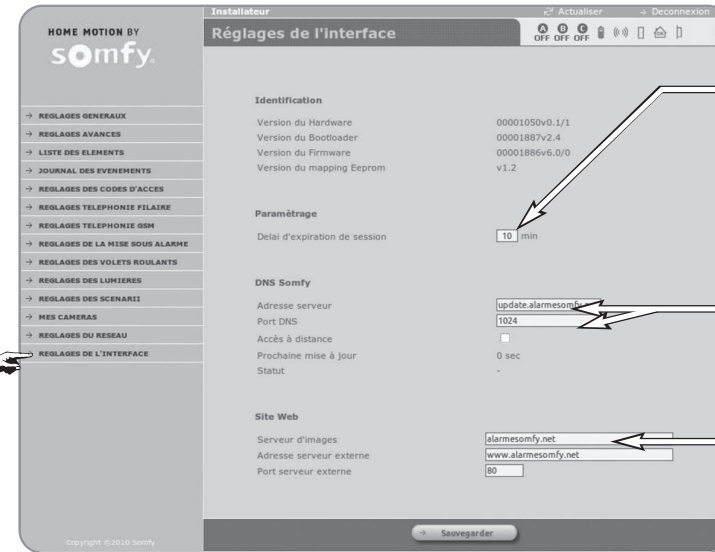 Installateur
Actualiser
Deconnexion
HOME MOTION BY
somfy.
Réglages de l'interface
A B C
OFF OFF OFF
REGLAGES GENERAUX
REGLAGES AVANCES
LISTE DES ELEMENTS
JOURNAL DES EVENEMENTS
REGLAGES DES CODES D'ACCES
REGLAGES TELEPHONIE FILAIRE
REGLAGES TELEPHONIE GSM
REGLAGES DE LA MISE SOUS ALARME
REGLAGES DES VOLETS ROULANTS
REGLAGES DES LUMIERES
REGLAGES DES SCENARII
MES CAMERAS
REGLAGES DU RESEAU
REGLAGES DE L'INTERFACE
Identification
Version du Hardware 00001050v0.1/1
Version du Bootloader 00001887v2.4
Version du Firmware 00001886v6.0/0
Version du mapping Eeprom v1.2
Paramètrage
Delai d'expiration de session 10 min
DNS Somfy
Adresse serveur update.alarmesomfy
Port DNS 1024
Accès à distance
Prochaine mise à jour 0 sec
Statut -
Site Web
Serveur d'images alarmesomfy.net
Adresse serveur externe www.alarmesomfy.net
Port serveur externe 80
Sauvegarder
Copyright ©2010 Somfy